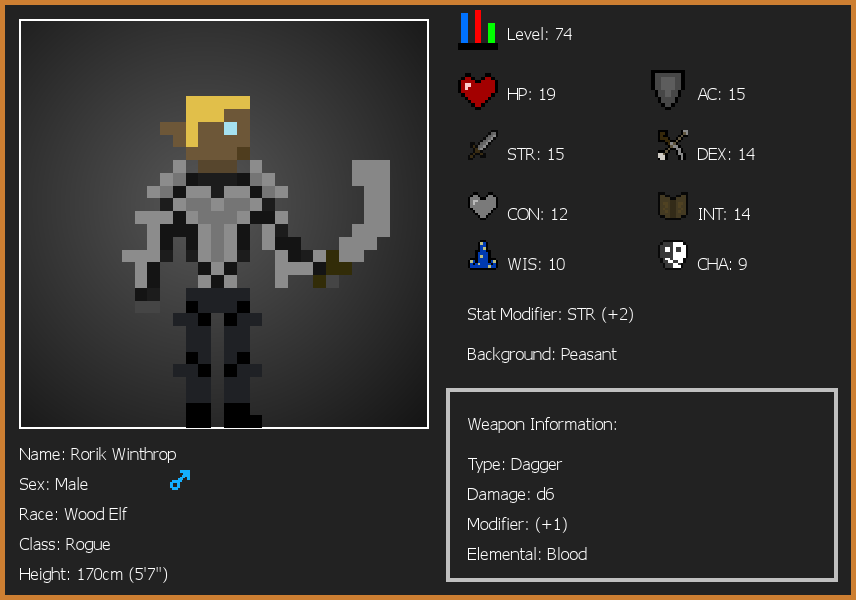 Level: 74
HP: 19
AC: 15
STR: 15
DEX: 14
CON: 12
INT: 14
WIS: 10
CHA: 9
Stat Modifier: STR (+2)
Background: Peasant
Weapon Information:
Type: Dagger
Damage: d6
Modifier: (+1)
Elemental: Blood
Name: Rorik Winthrop
Sex: Male
Race: Wood Elf
Class: Rogue
Height: 170cm (5'7")